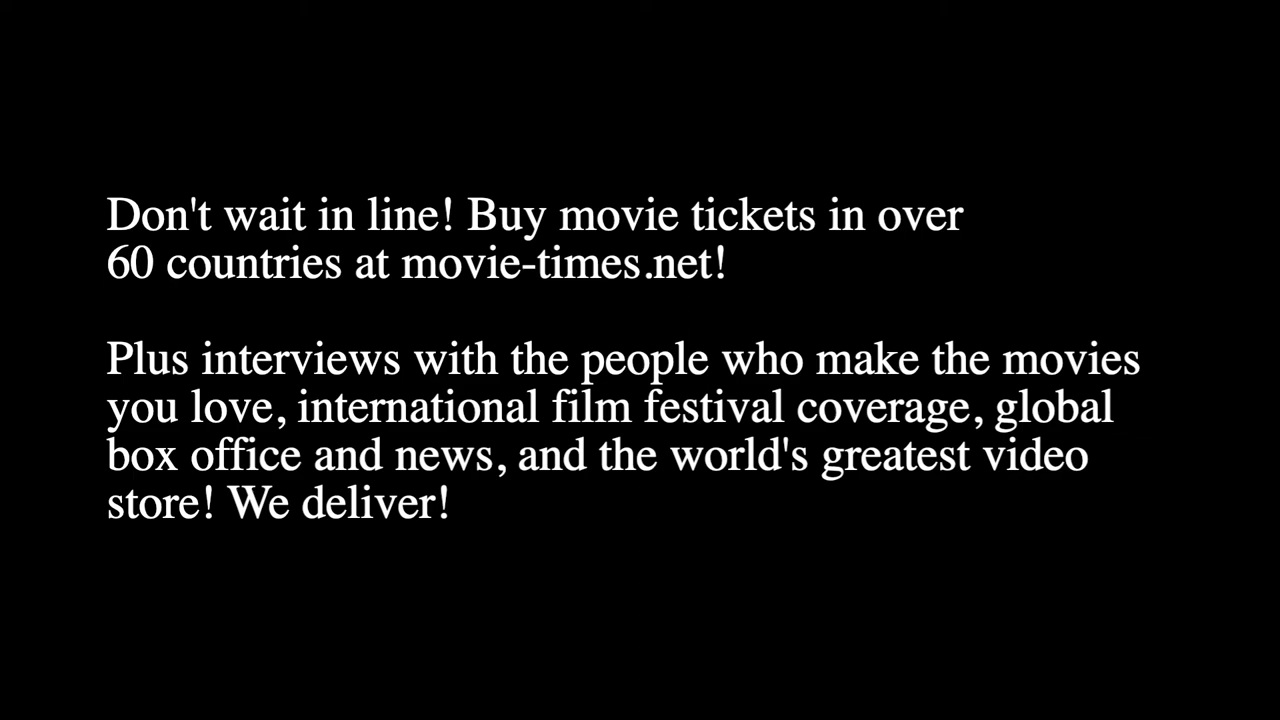 Don't wait in line! Buy movie tickets in over
60 countries at movie-times.net!
Plus interviews with the people who make the movies
you love, international film festival coverage, global
box office and news, and the world's greatest video
store! We deliver!